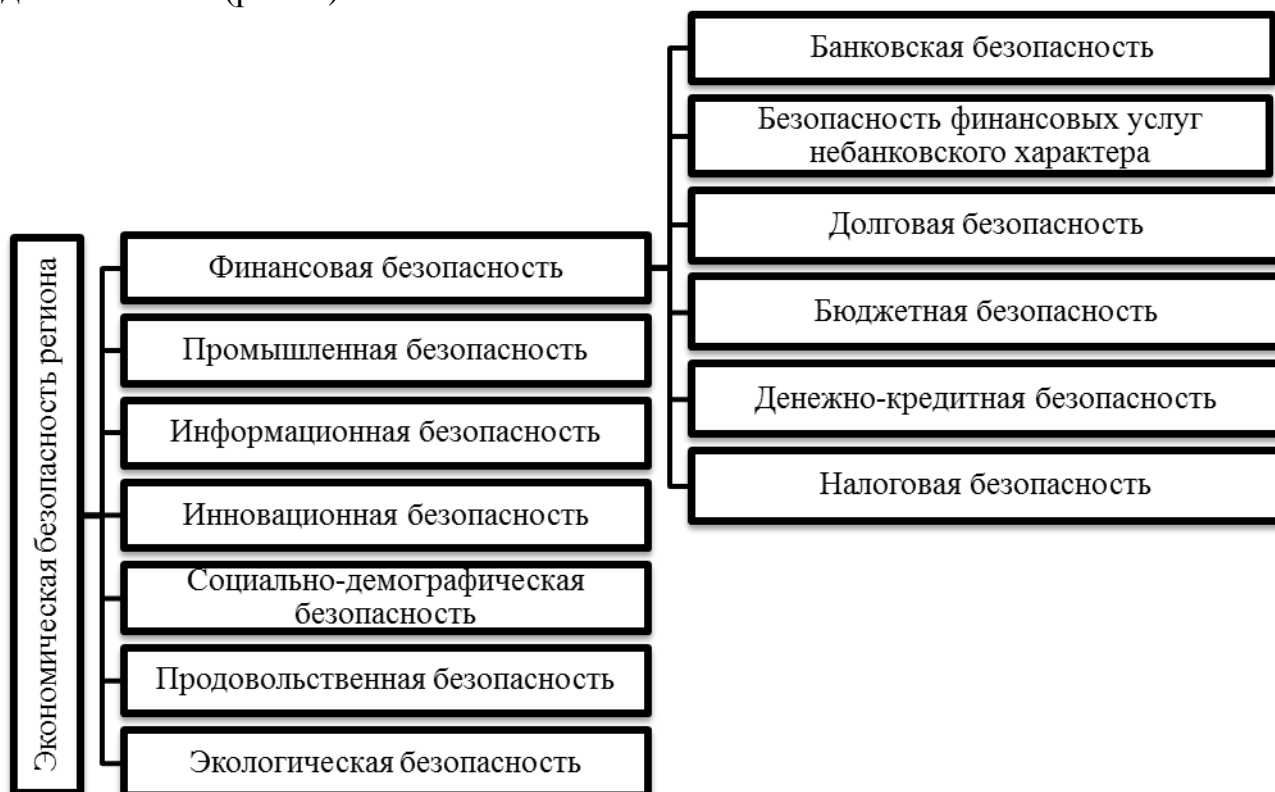 Экономическая безопасность региона
Финансовая безопасность
Промышленная безопасность
Информационная безопасность
Инновационная безопасность
Социально-демографическая
безопасность
Продовольственная безопасность
Экологическая безопасность
Банковская безопасность
Безопасность финансовых услуг
небанковского характера
Долговая безопасность
Бюджетная безопасность
Денежно-кредитная безопасность
Налоговая безопасность